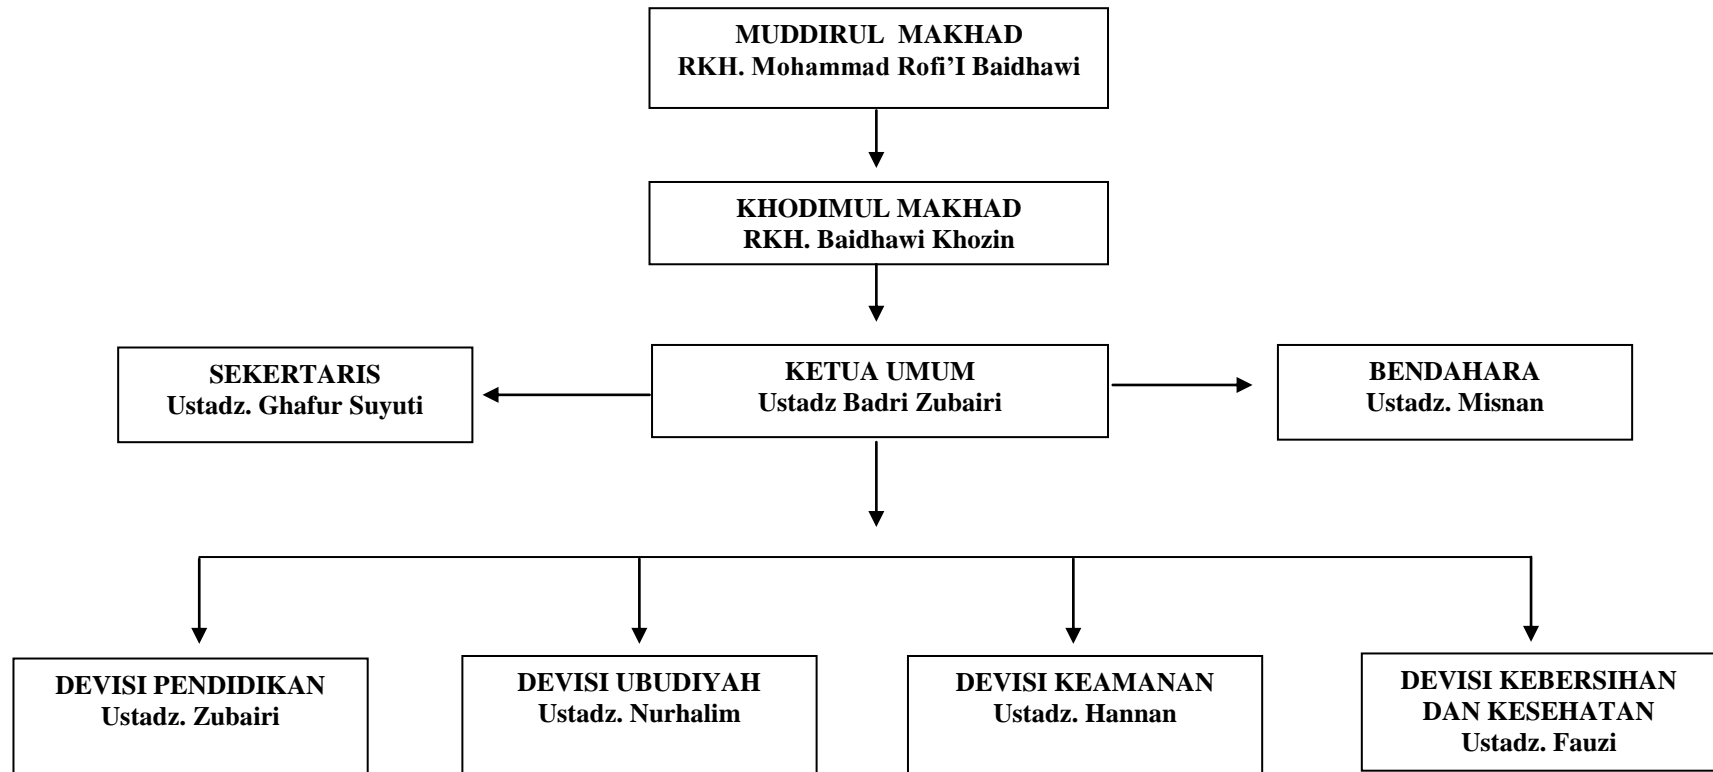 MUDDIRUL MAKHAD
RKH. Mohammad Rofi’I Baidhawi
KHODIMUL MAKHAD
RKH. Baidhawi Khozin
SEKERTARIS
Ustadz. Ghafur Suyuti
KETUA UMUM
Ustadz Badri Zubairi
BENDAHARA
Ustadz. Misnan
DEVISI PENDIDIKAN
Ustadz. Zubairi
DEVISI UBUDIYAH
Ustadz. Nurhalim
DEVISI KEAMANAN
Ustadz. Hannan
DEVISI KEBERSIHAN
DAN KESEHATAN
Ustadz. Fauzi